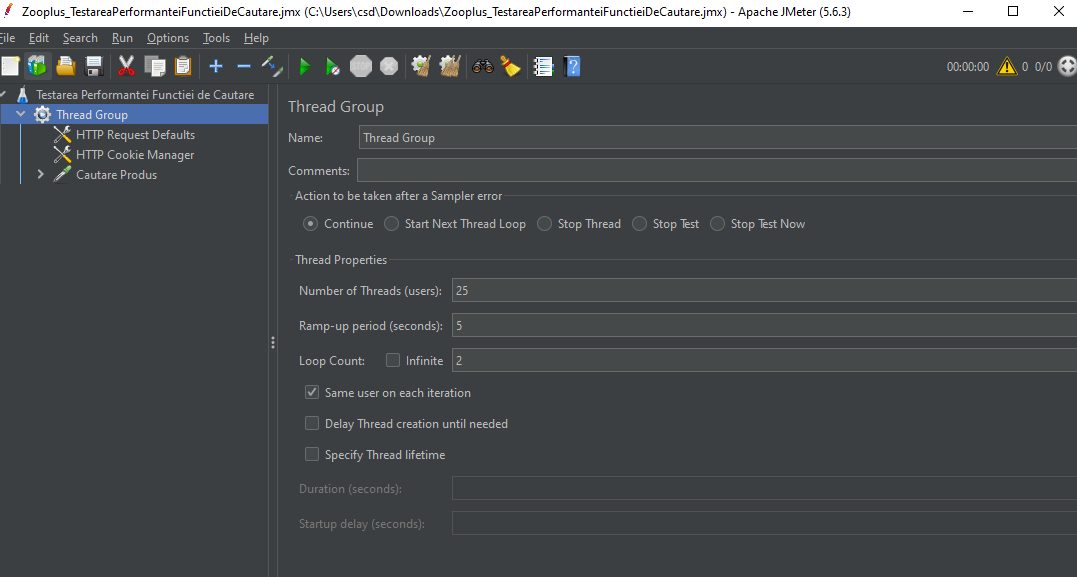 Zooplus_TestareaPerformanteiFunctieiDeCautare.jmx (C:\Users\csd\Downloads\Zooplus_TestareaPerformanteiFunctieiDeCautare.jmx) - Apache JMeter (5.6.3)
File Edit Search Run Options Tools Help
STOP
00:00:00 0 0/0
Testarea Performantei Functiei de Cautare
Thread Group
HTTP Request Defaults
HTTP Cookie Manager
Cautare Produs
Thread Group
Name: Thread Group
Comments:
Action to be taken after a Sampler error
Continue Start Next Thread Loop Stop Thread Stop Test Stop Test Now
Thread Properties
Number of Threads (users): 25
Ramp-up period (seconds): 5
Loop Count: Infinite 2
Same user on each iteration
Delay Thread creation until needed
Specify Thread lifetime
Duration (seconds):
Startup delay (seconds):